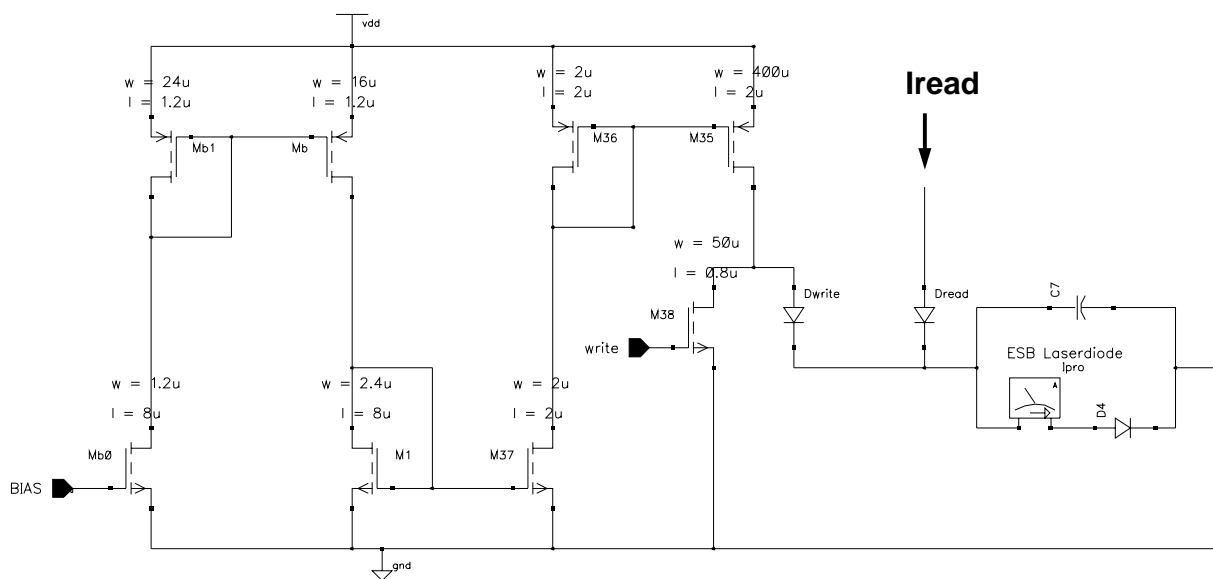 vdd
w = 24u
l = 1.2u
w = 16u
l = 1.2u
w = 2u
l = 2u
w = 400u
l = 2u
Iread
Mb1
Mb
M36
M35
w = 50u
l = 0.8u
Dwrite
Dread
C7
M38
write
ESB Laserdiode
Ipro
A
D4
w = 1.2u
l = 8u
w = 2.4u
l = 8u
w = 2u
l = 2u
Mb0
M1
M37
BIAS
gnd